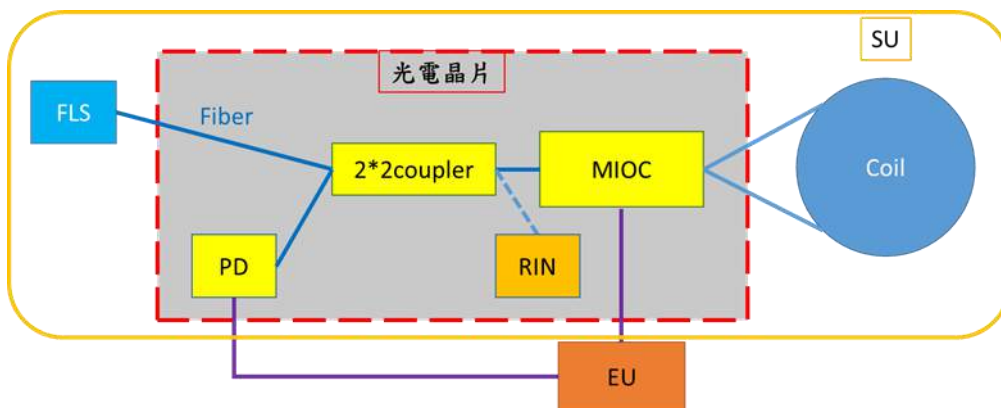 SU
光電晶片
FLS
Fiber
2*2coupler
MIOC
Coil
PD
RIN
EU